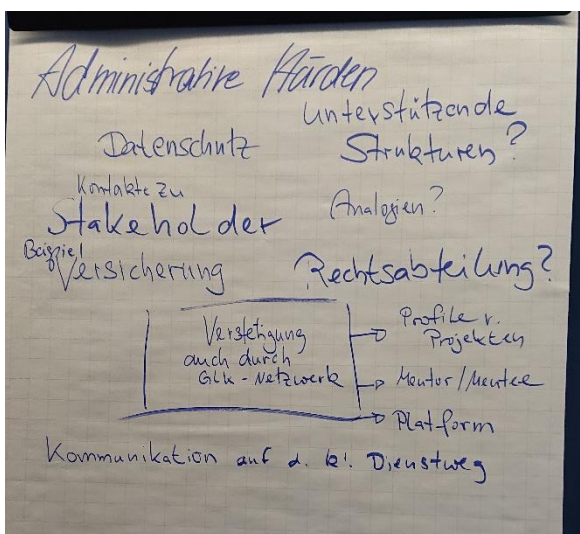 Administrative Hürden
unterstützende
Strukturen?
Datenschutz
Kontakte zu
Stakeholder
Analogien?
Beispiel
Versicherung
Rechtsabteilung?
Verstetigung
auch durch
GLK-Netzwerk
Profile v.
Projekten
Mentor/Mentee
Platform
Kommunikation auf d. kl. Dienstweg